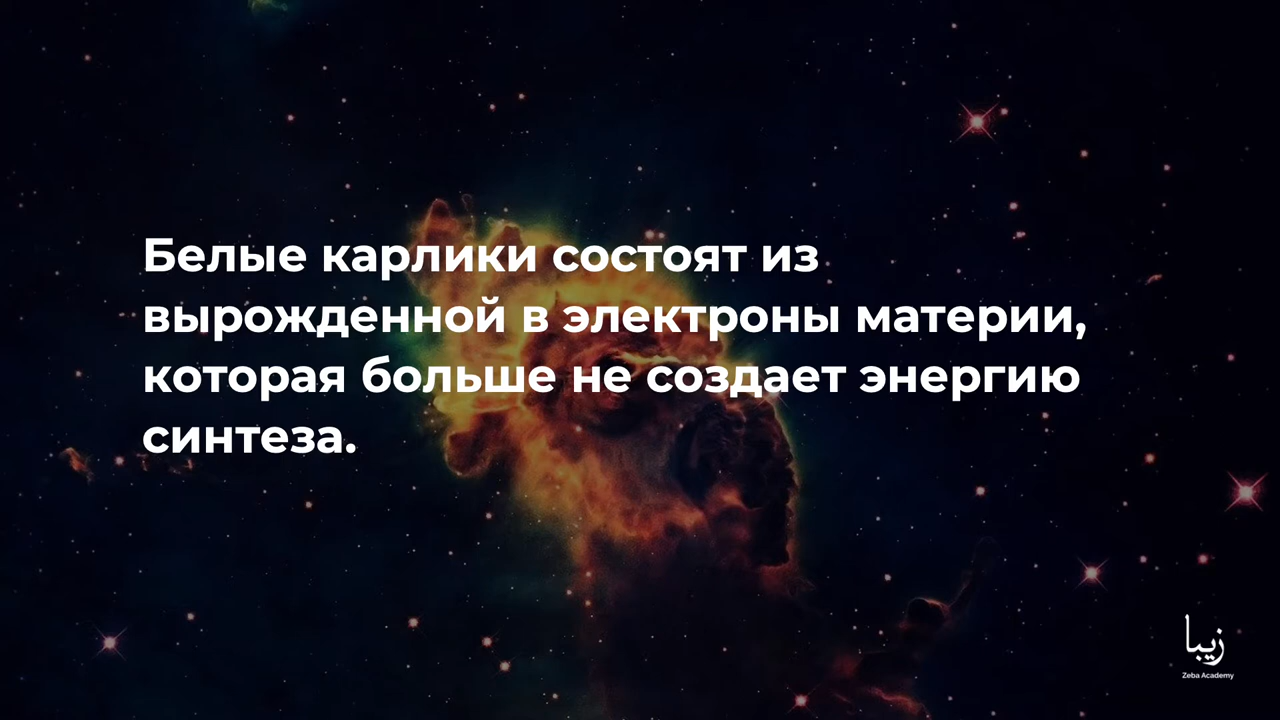 Белые карлики состоят из
вырожденной в электроны материи,
которая больше не создает энергию
синтеза.
زيبا
Zeba Academy